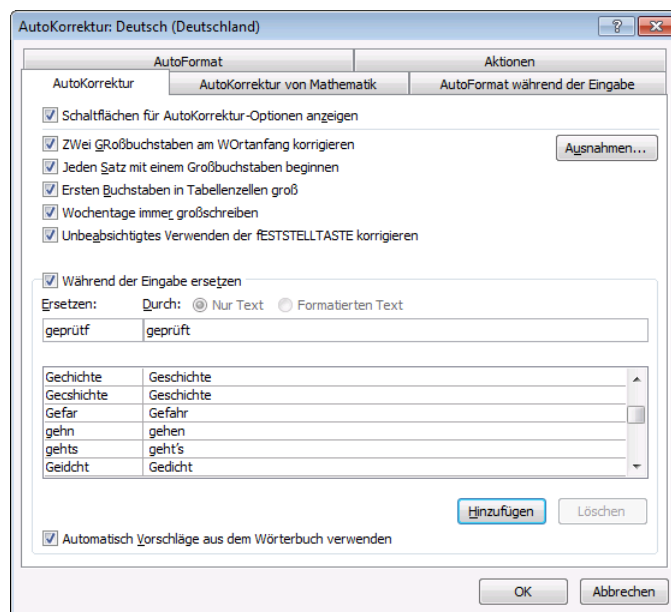 AutoKorrektur: Deutsch (Deutschland)
AutoFormat Aktionen
AutoKorrektur AutoKorrektur von Mathematik AutoFormat während der Eingabe
Schaltflächen für AutoKorrektur-Optionen anzeigen
ZWei GRoßbuchstaben am WOrtanfang korrigieren
Ausnahmen...
Jeden Satz mit einem Großbuchstaben beginnen
Ersten Buchstaben in Tabellenzellen groß
Wochentage immer großschreiben
Unbeabsichtigtes Verwenden der fESTSTELLTASTE korrigieren
Während der Eingabe ersetzen
Ersetzen: Durch: Nur Text Formatierten Text
geprütf geprüft
Gechichte Geschichte
Gecshichte Geschichte
Gefar Gefahr
gehn gehen
gehts geht's
Geidcht Gedicht
Hinzufügen Löschen
Automatisch Vorschläge aus dem Wörterbuch verwenden
OK Abbrechen